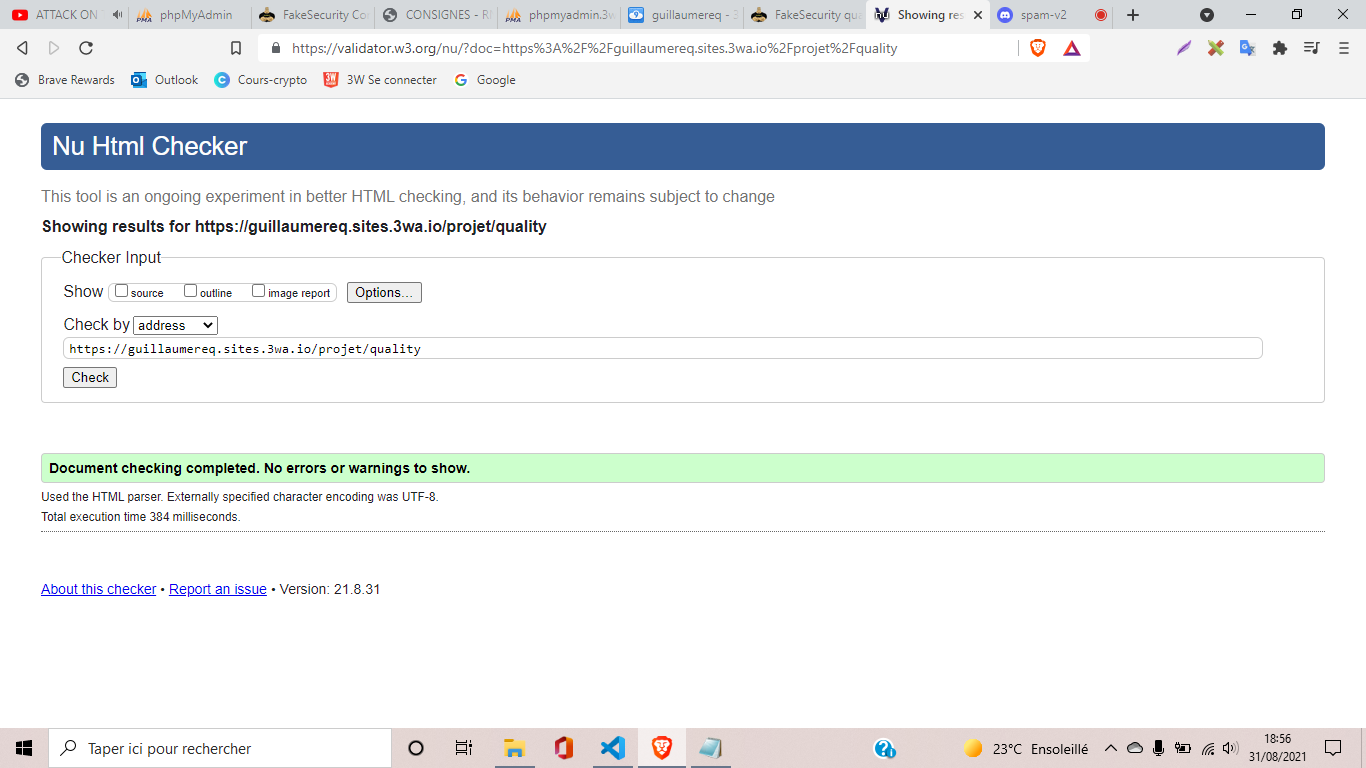 ATTACK ON
phpMyAdmin
FakeSecurity Co
CONSIGNES - R
phpmyadmin.3w
guillaumereq - 3
FakeSecurity qua
Showing res
spam-v2
https://validator.w3.org/nu/?doc=https%3A%2F%2Fguillaumereq.sites.3wa.io%2Fprojet%2Fquality
Brave Rewards
Outlook
Cours-crypto
3W Se connecter
Google
Nu Html Checker
This tool is an ongoing experiment in better HTML checking, and its behavior remains subject to change
Showing results for https://guillaumereq.sites.3wa.io/projet/quality
Checker Input
Show source outline image report Options...
Check by address
https://guillaumereq.sites.3wa.io/projet/quality
Check
Document checking completed. No errors or warnings to show.
Used the HTML parser. Externally specified character encoding was UTF-8.
Total execution time 384 milliseconds.
About this checker • Report an issue • Version: 21.8.31
Taper ici pour rechercher
23°C Ensoleillé
18:56
31/08/2021